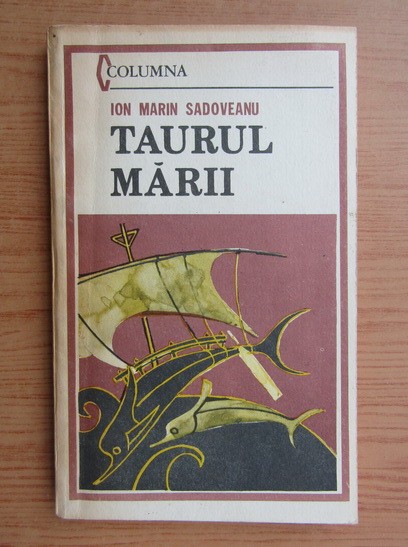 COLUMNA
ION MARIN SADOVEANU
TAURUL
MĂRII